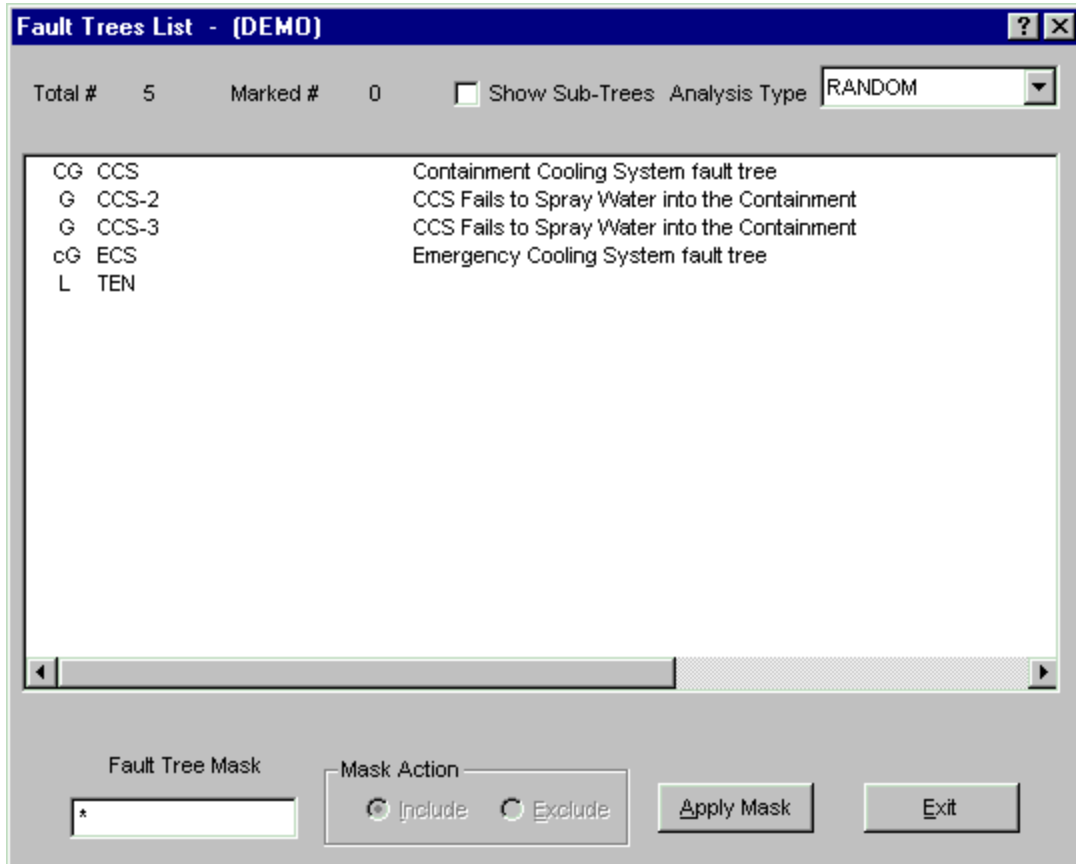 Fault Trees List - (DEMO)
Total # 5 Marked # 0 Show Sub-Trees Analysis Type RANDOM
CG CCS Containment Cooling System fault tree
G CCS-2 CCS Fails to Spray Water into the Containment
G CCS-3 CCS Fails to Spray Water into the Containment
cG ECS Emergency Cooling System fault tree
L TEN
Fault Tree Mask
*
Mask Action
Include Exclude
Apply Mask
Exit